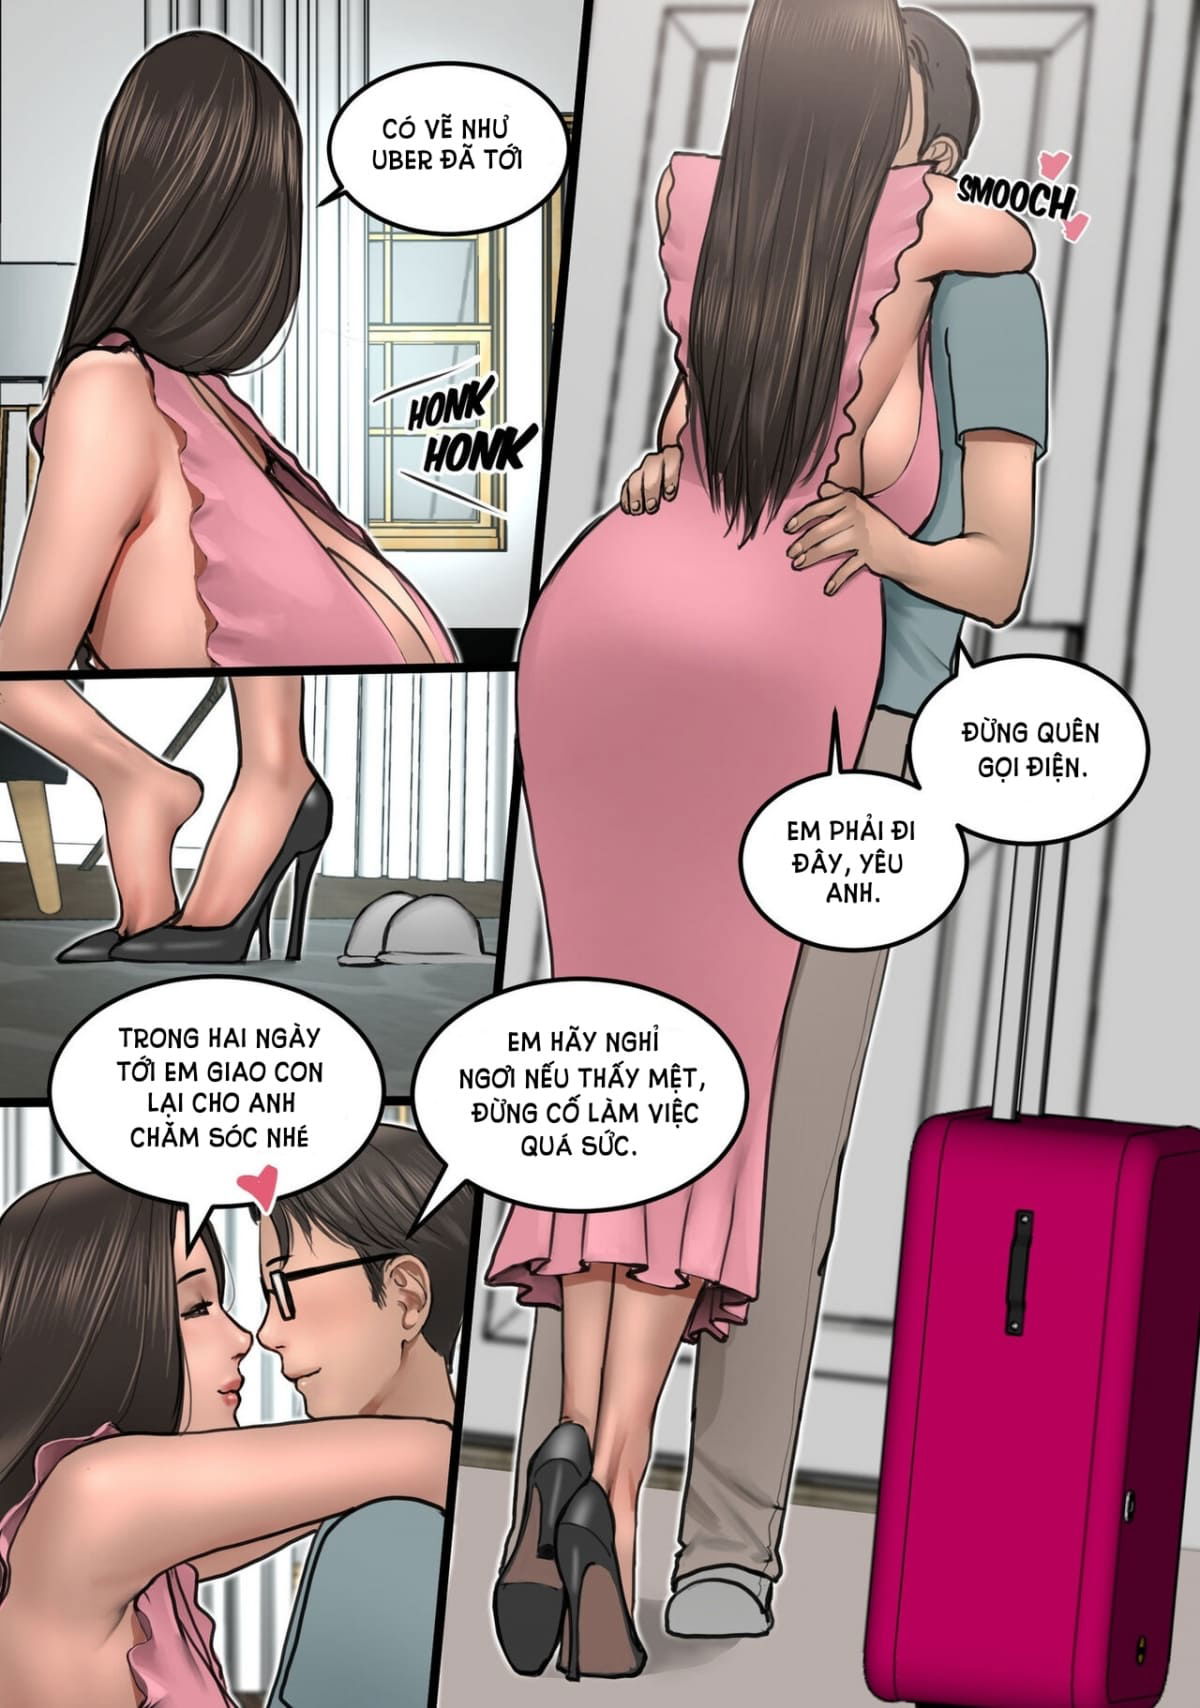 CÓ VẼ NHƯ
UBER ĐÃ TỚI
HONK
HONK
SMOOCH
ĐỪNG QUÊN
GỌI ĐIỆN.
EM PHẢI ĐI
ĐÂY, YÊU
ANH.
TRONG HAI NGÀY
TỚI EM GIAO CON
LẠI CHO ANH
CHĂM SÓC NHÉ
EM HÃY NGHỈ
NGƠI NẾU THẤY MỆT,
ĐỪNG CỐ LÀM VIỆC
QUÁ SỨC.